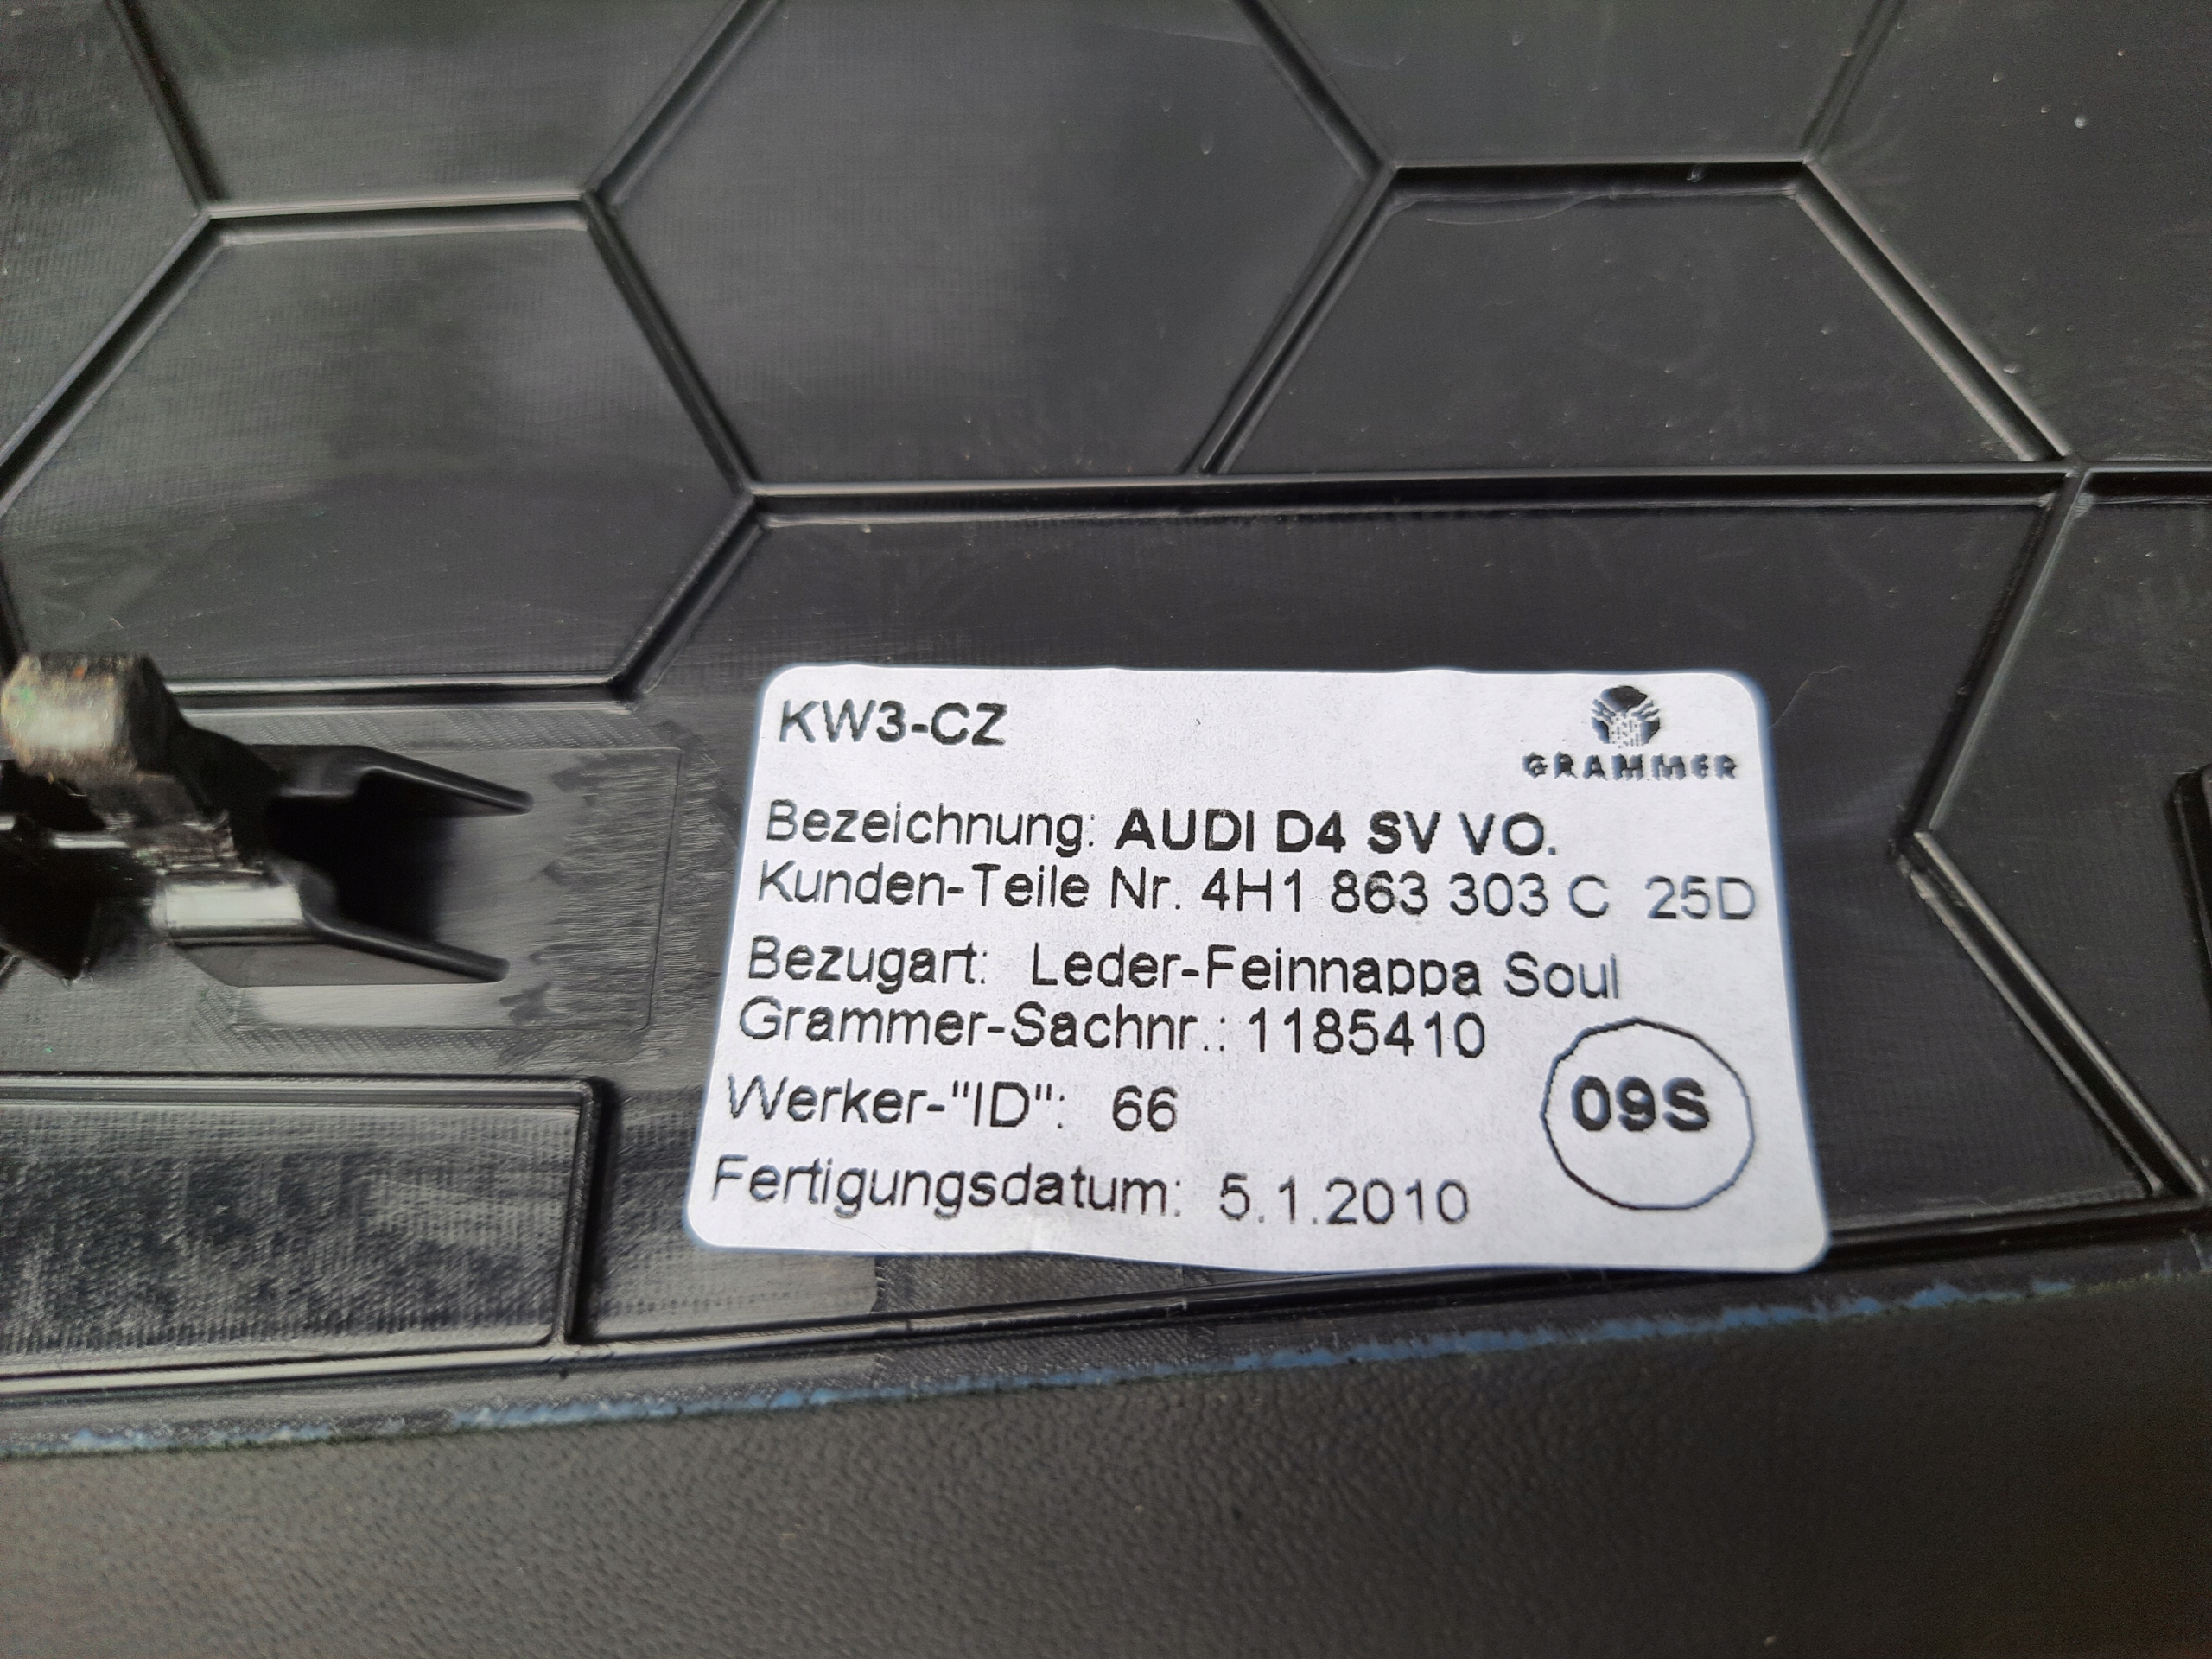 KW3-CZ
GRAMMER
Bezeichnung: AUDI D4 SV VO.
Kunden-Teile Nr. 4H1 863 303 C 25D
Bezugart: Leder-Feinnappa Soul
Grammer-Sachnr.: 1185410
Werker-"ID": 66
09S
Fertigungsdatum: 5.1.2010